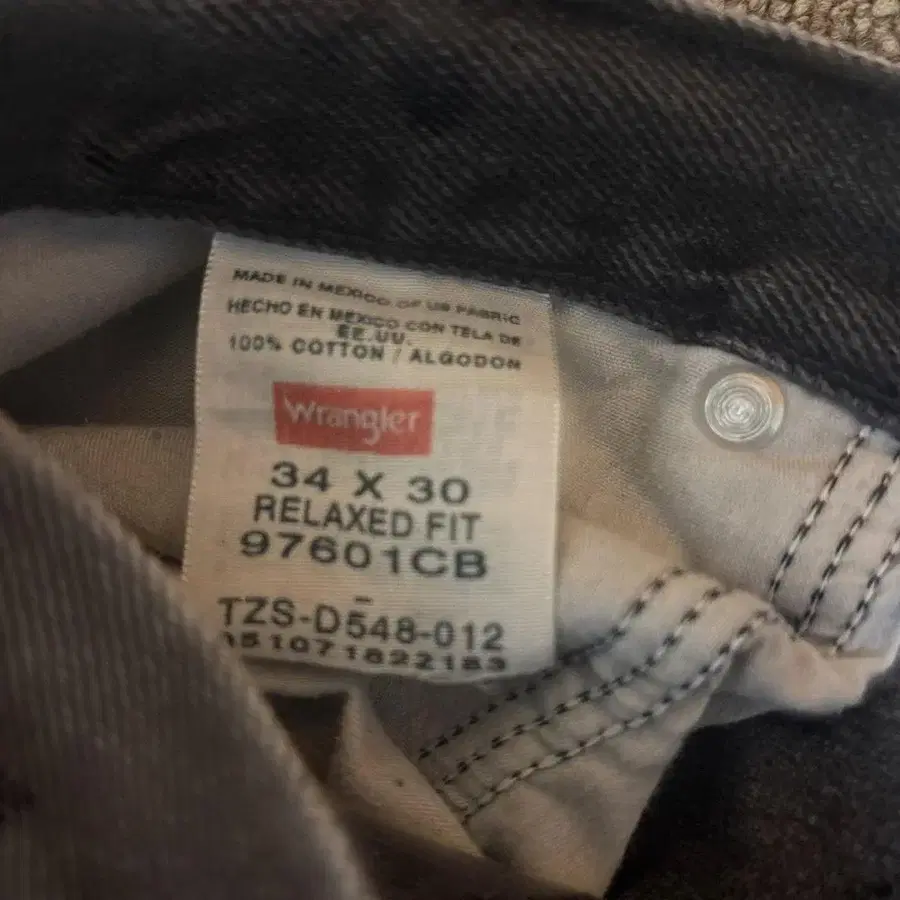 MADE IN MEXICO OF US FABRIC
HECHO EN MEXICO CON TELA DE
EE.UU.
100% COTTON / ALGODON
Wrangler
34 X 30
RELAXED FIT
97601CB
TZS-D548-012